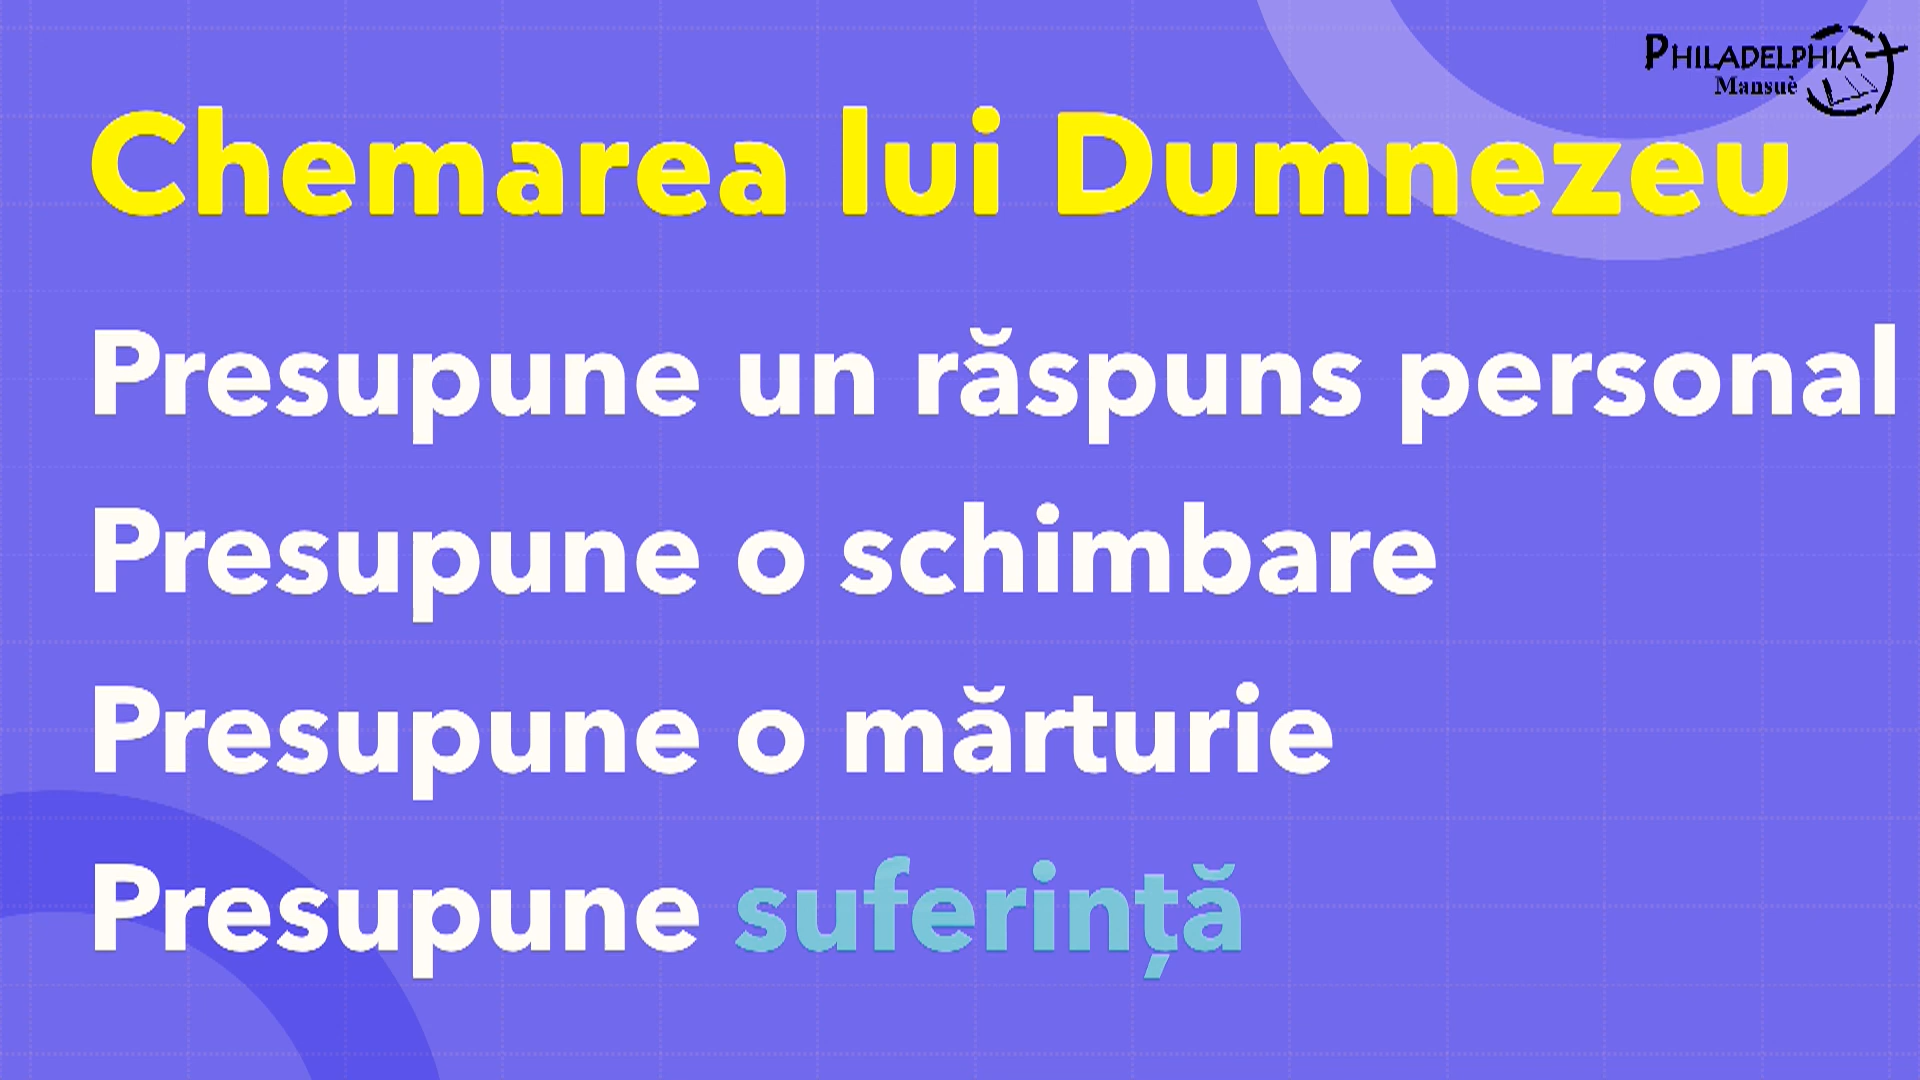 PHILADELPHIA
Mansuè
Chemarea lui Dumnezeu
Presupune un răspuns personal
Presupune o schimbare
Presupune o mărturie
Presupune suferință